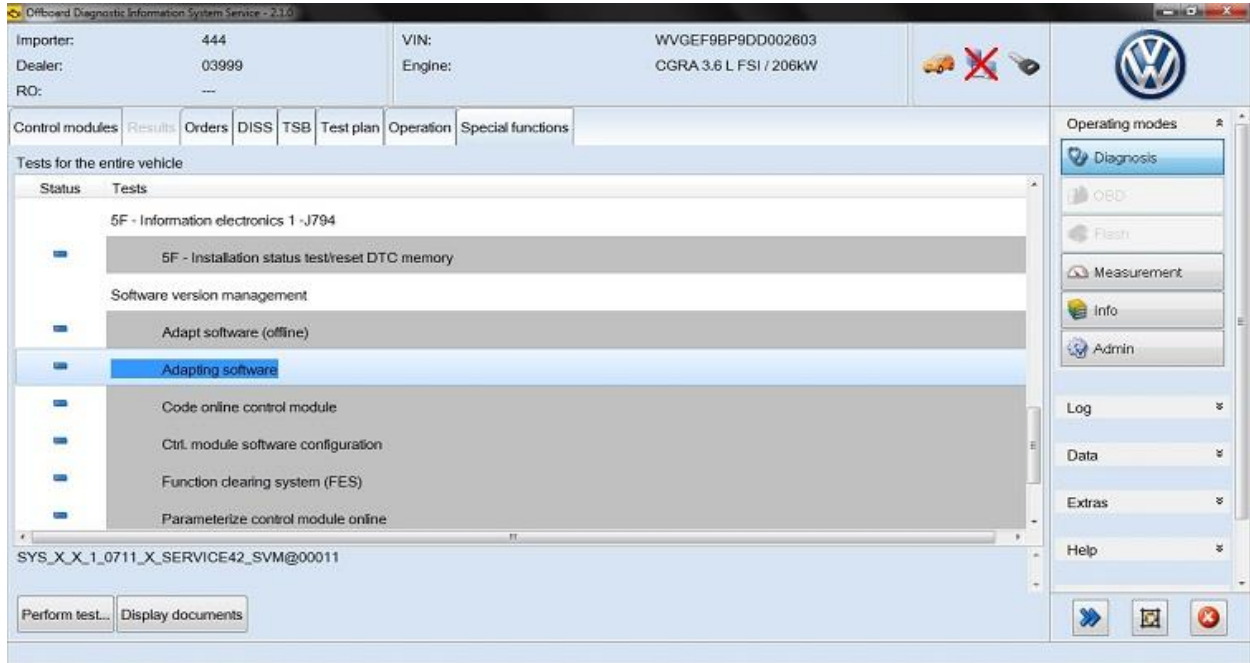 Offboard Diagnostic Information System Service - 2.1.0
Importer: 444 VIN: WVGEF9BP9DD002603
Dealer: 03999 Engine: CGRA 3.6 L FSI / 206kW
RO: ---
Control modules Results Orders DISS TSB Test plan Operation Special functions
Tests for the entire vehicle
Status Tests
5F - Information electronics 1 -J794
5F - Installation status test/reset DTC memory
Software version management
Adapt software (offline)
Adapting software
Code online control module
Ctrl. module software configuration
Function clearing system (FES)
Parameterize control module online
SYS_X_X_1_0711_X_SERVICE42_SVM@00011
Perform test... Display documents
Operating modes
Diagnosis
OBD
Flash
Measurement
Info
Admin
Log
Data
Extras
Help